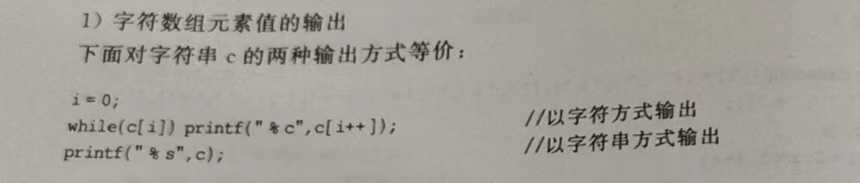 1）字符数组元素值的输出
下面对字符串 c 的两种输出方式等价：
i = 0;
while(c[i]) printf("%c",c[i++]); //以字符方式输出
printf("%s",c); //以字符串方式输出